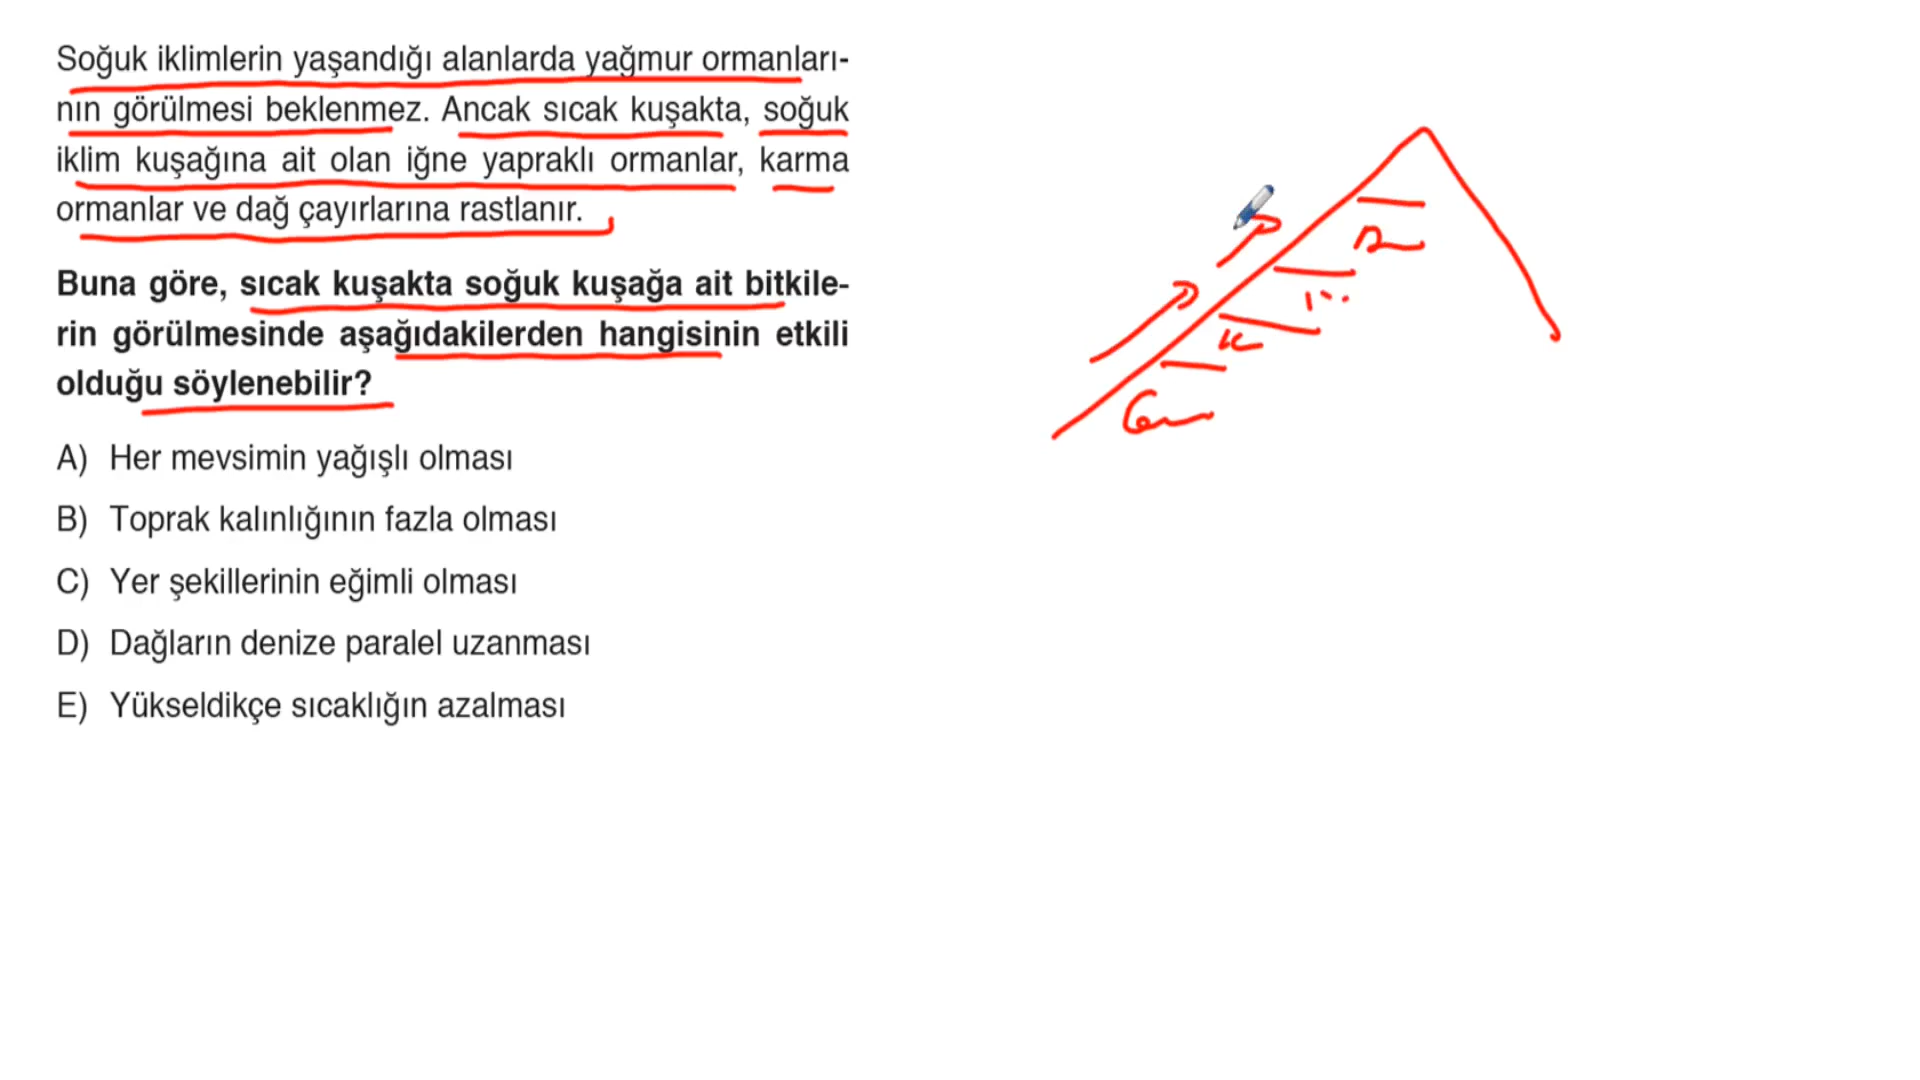 Soğuk iklimlerin yaşandığı alanlarda yağmur ormanları-
nın görülmesi beklenmez. Ancak sıcak kuşakta, soğuk
iklim kuşağına ait olan iğne yapraklı ormanlar, karma
ormanlar ve dağ çayırlarına rastlanır.
Buna göre, sıcak kuşakta soğuk kuşağa ait bitkile-
rin görülmesinde aşağıdakilerden hangisinin etkili
olduğu söylenebilir?
A) Her mevsimin yağışlı olması
B) Toprak kalınlığının fazla olması
C) Yer şekillerinin eğimli olması
D) Dağların denize paralel uzanması
E) Yükseldikçe sıcaklığın azalması